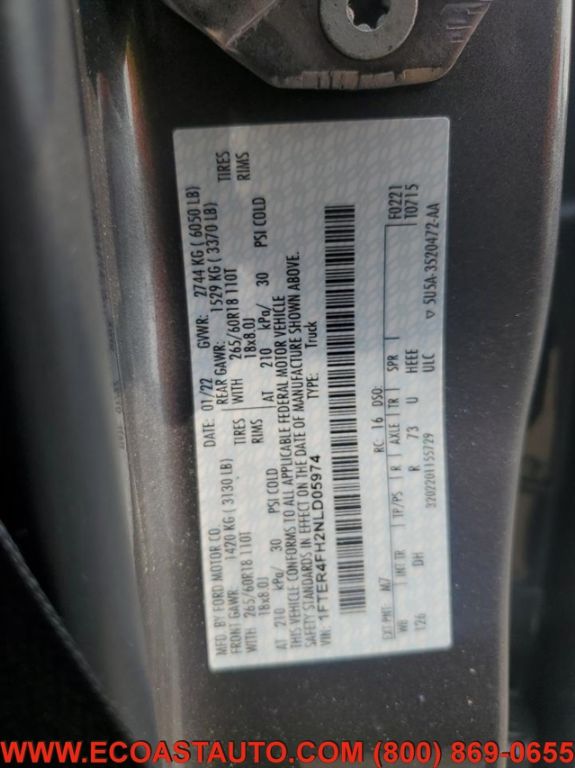 MFD. BY FORD MOTOR CO.
DATE: 01/22 GVWR: 2744 KG ( 6050 LB)
FRONT GAWR: 1420 KG ( 3130 LB) REAR GAWR: 1529 KG ( 3370 LB)
WITH 265/60R18 110T TIRES WITH 265/60R18 110T TIRES
18x8.0J RIMS 18x8.0J RIMS
AT 210 kPa/ 30 PSI COLD AT 210 kPa/ 30 PSI COLD
THIS VEHICLE CONFORMS TO ALL APPLICABLE FEDERAL MOTOR VEHICLE
SAFETY STANDARDS IN EFFECT ON THE DATE OF MANUFACTURE SHOWN ABOVE.
VIN: 1FTER4FH2NLD05974 TYPE: Truck
F0221
T0715
EXT PNT: M7 RC: 16 DSO:
WB INT TR TP/PS R AXLE TR SPR
126 DH R 73 U HEEE
3202201155729 ULC ▽ 5U5A-3520472-AA
WWW.ECOASTAUTO.COM (800) 869-0655